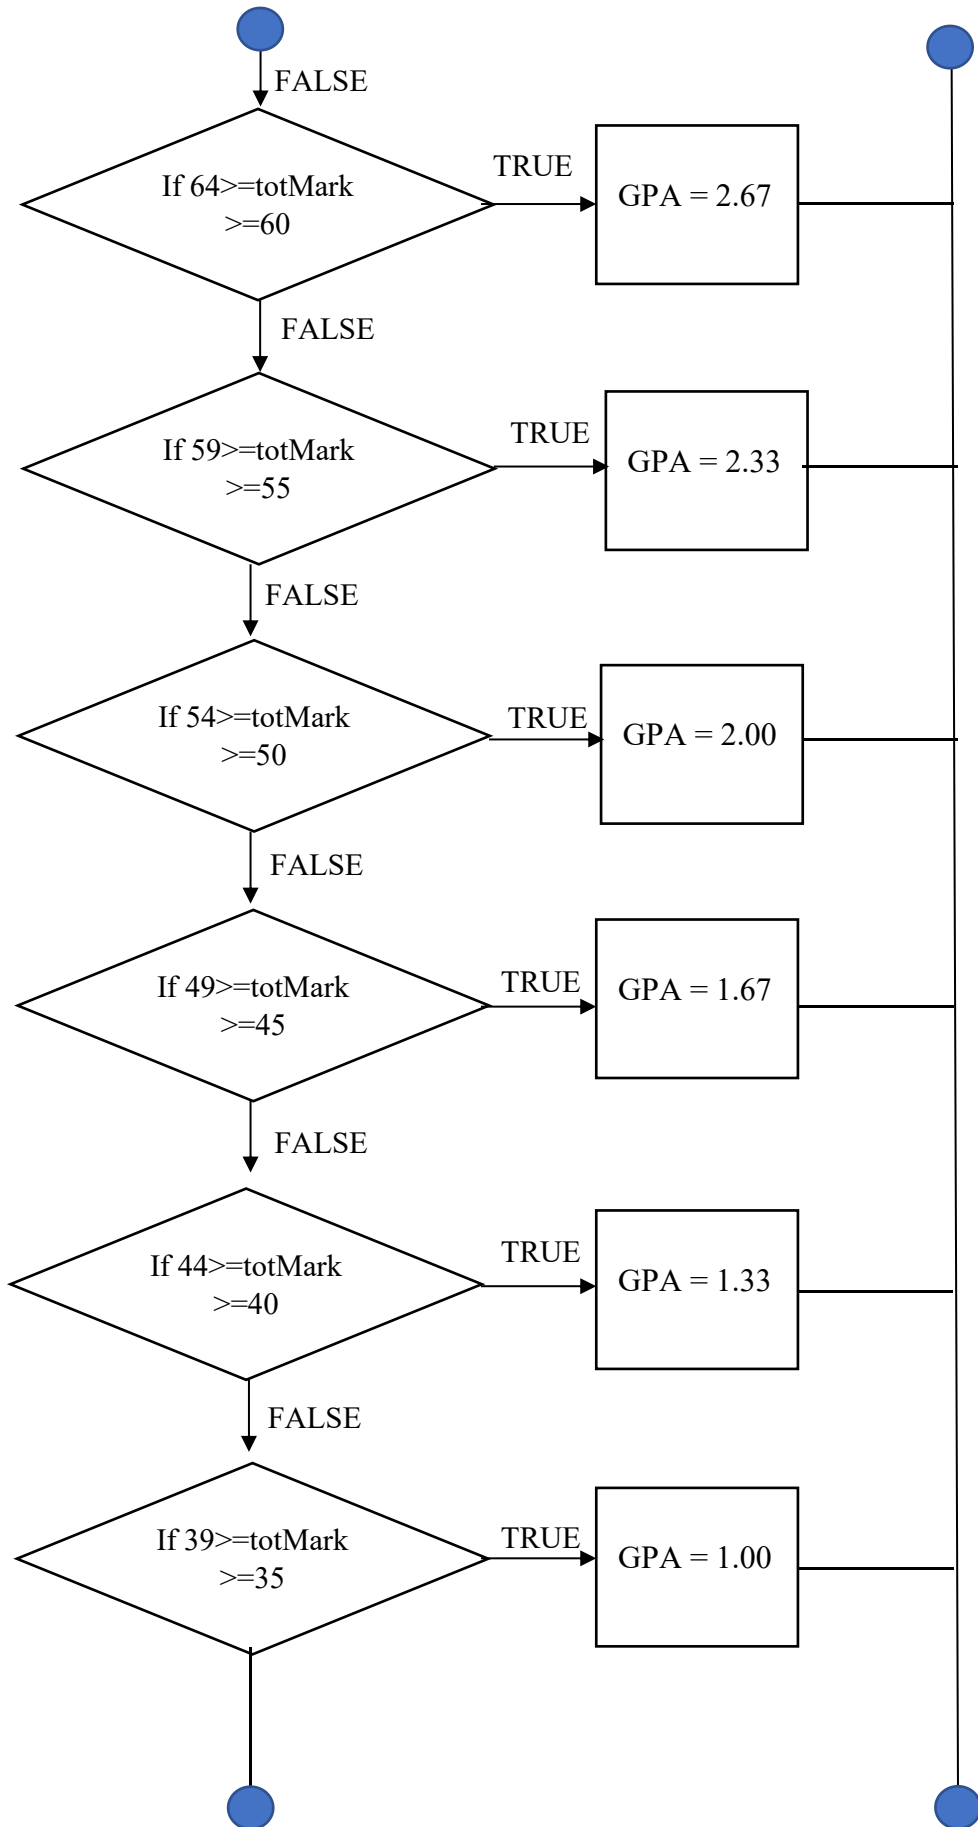 FALSE
If 64>=totMark
>=60
TRUE
GPA = 2.67
FALSE
If 59>=totMark
>=55
TRUE
GPA = 2.33
FALSE
If 54>=totMark
>=50
TRUE
GPA = 2.00
FALSE
If 49>=totMark
>=45
TRUE
GPA = 1.67
FALSE
If 44>=totMark
>=40
TRUE
GPA = 1.33
FALSE
If 39>=totMark
>=35
TRUE
GPA = 1.00